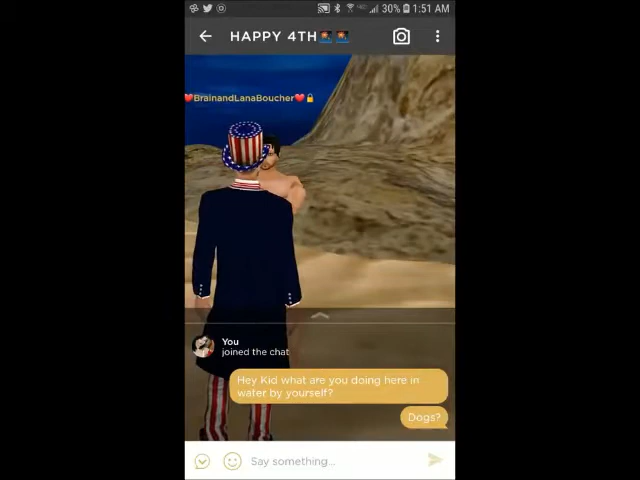 30% 1:51 AM
HAPPY 4TH🎆🎆
❤️BrainandLanaBoucher❤️🔒
You
joined the chat
Hey Kid what are you doing here in
water by yourself?
Dogs?
Say something...